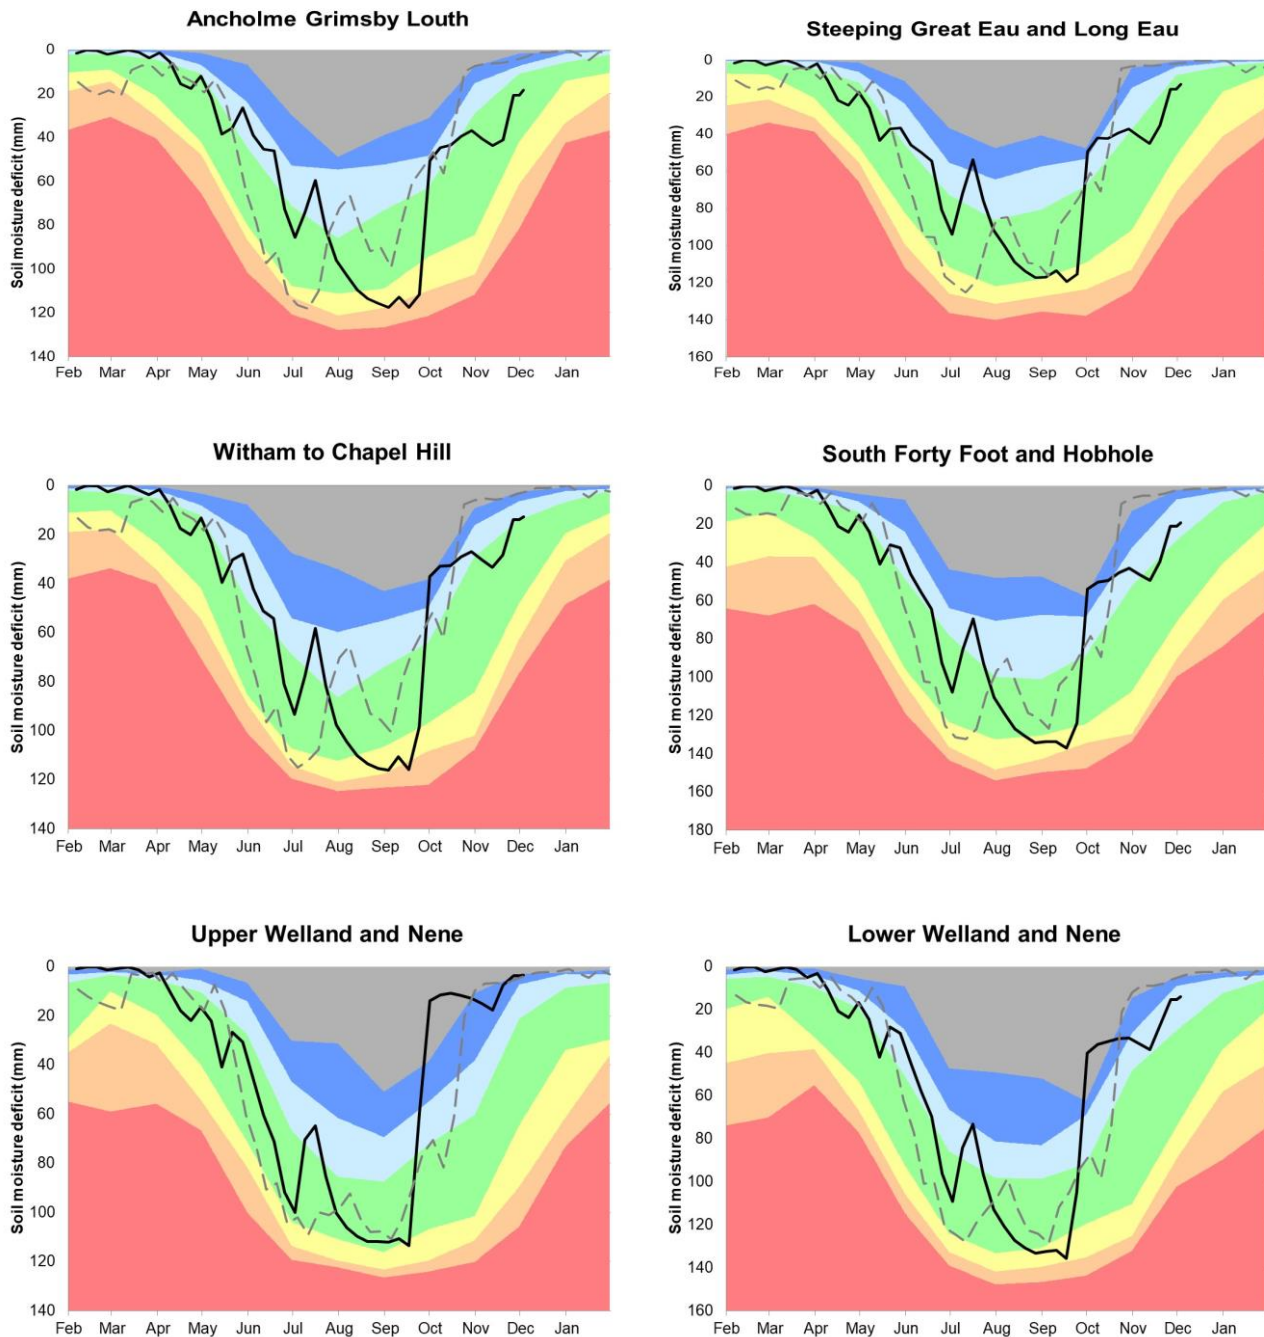 Ancholme Grimsby Louth
Soil moisture deficit (mm)
0
20
40
60
80
100
120
140
Feb Mar Apr May Jun Jul Aug Sep Oct Nov Dec Jan
Steeping Great Eau and Long Eau
Soil moisture deficit (mm)
0
20
40
60
80
100
120
140
160
Feb Mar Apr May Jun Jul Aug Sep Oct Nov Dec Jan
Witham to Chapel Hill
Soil moisture deficit (mm)
0
20
40
60
80
100
120
140
Feb Mar Apr May Jun Jul Aug Sep Oct Nov Dec Jan
South Forty Foot and Hobhole
Soil moisture deficit (mm)
0
20
40
60
80
100
120
140
160
180
Feb Mar Apr May Jun Jul Aug Sep Oct Nov Dec Jan
Upper Welland and Nene
Soil moisture deficit (mm)
0
20
40
60
80
100
120
140
Feb Mar Apr May Jun Jul Aug Sep Oct Nov Dec Jan
Lower Welland and Nene
Soil moisture deficit (mm)
0
20
40
60
80
100
120
140
160
Feb Mar Apr May Jun Jul Aug Sep Oct Nov Dec Jan